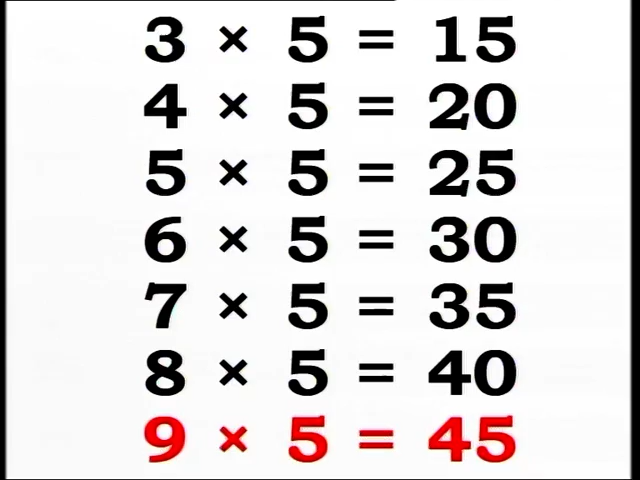 3 × 5 = 15
4 × 5 = 20
5 × 5 = 25
6 × 5 = 30
7 × 5 = 35
8 × 5 = 40
9 × 5 = 45